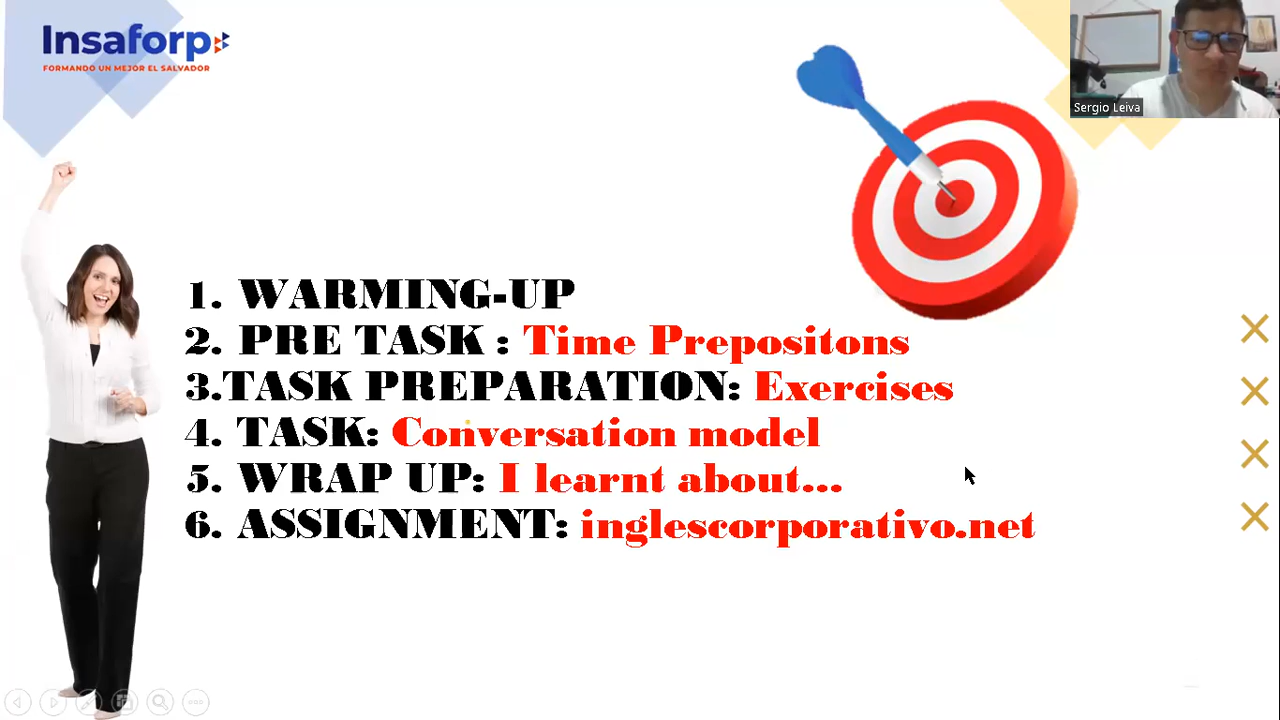 Insaforp
FORMANDO UN MEJOR EL SALVADOR
Sergio Leiva
1. WARMING-UP
2. PRE TASK : Time Prepositons
3.TASK PREPARATION: Exercises
4. TASK: Conversation model
5. WRAP UP: I learnt about...
6. ASSIGNMENT: inglescorporativo.net